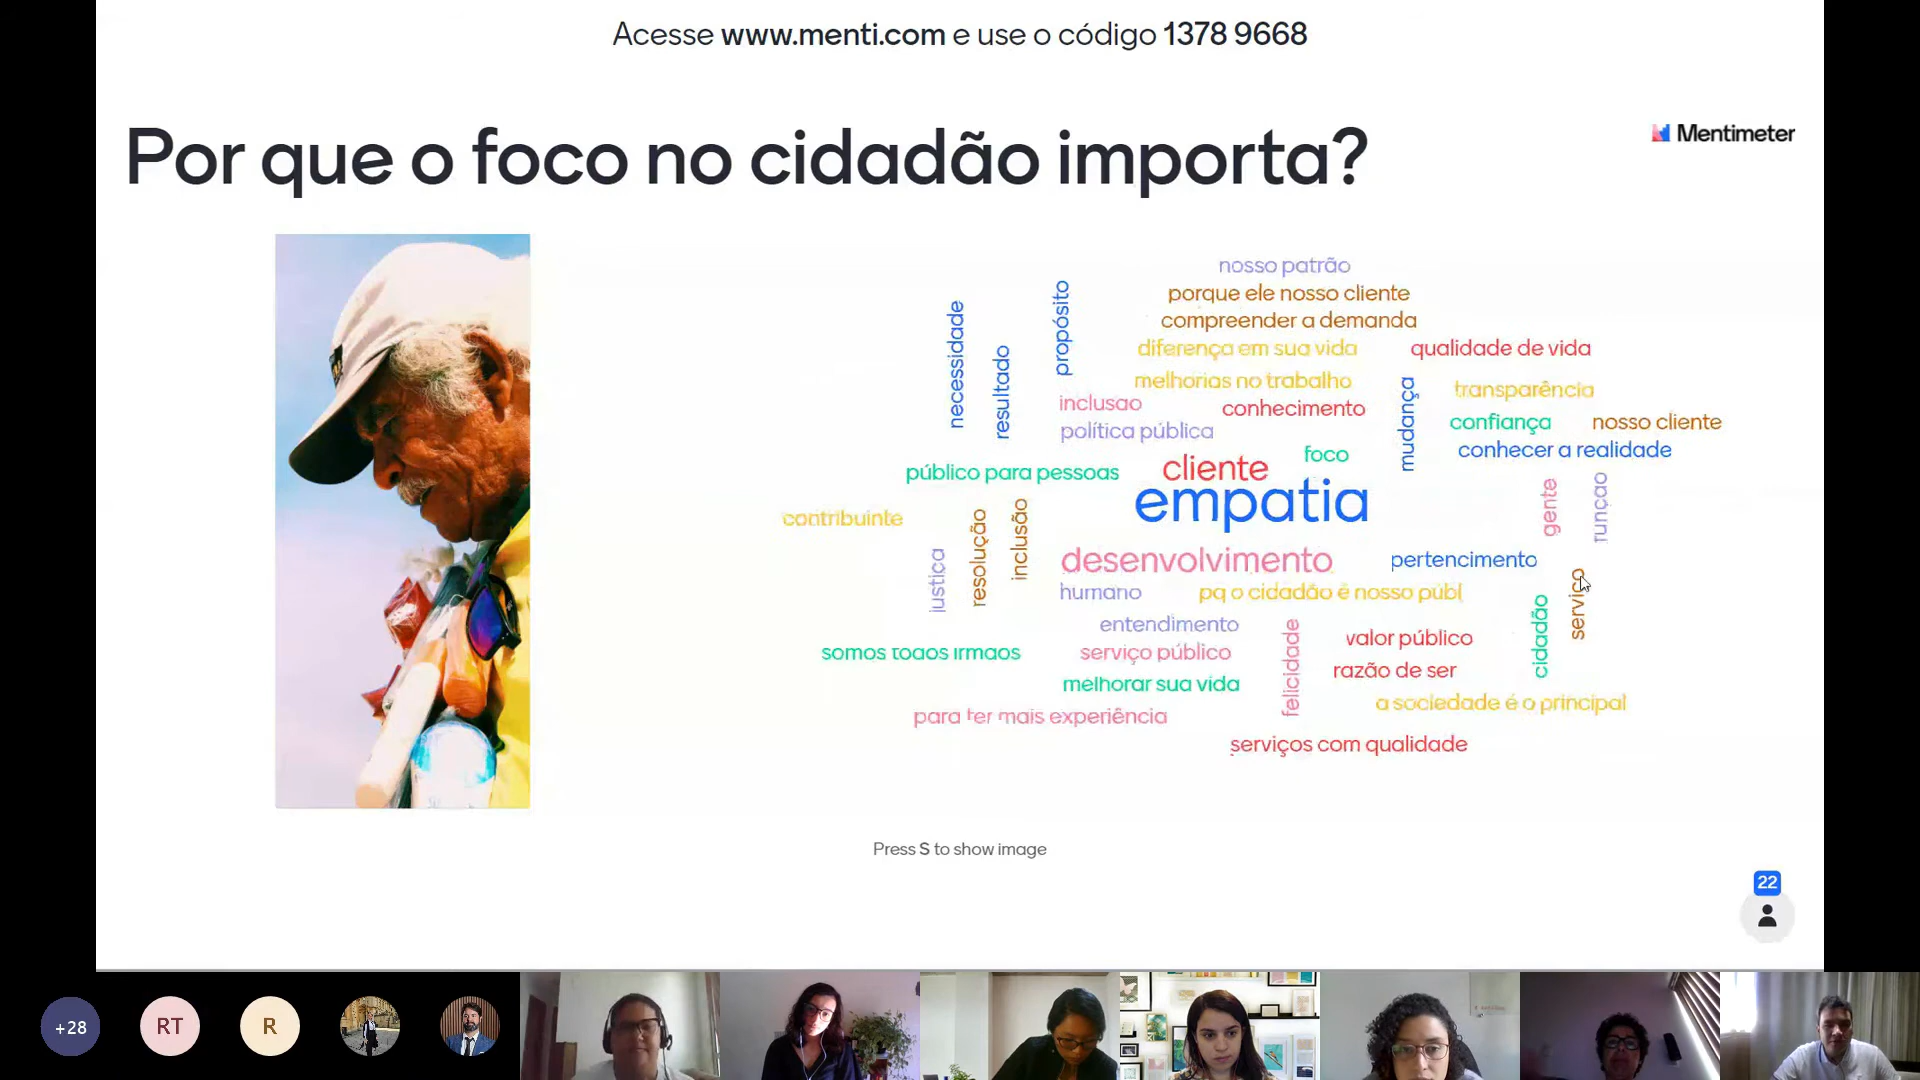 Acesse www.menti.com e use o código 1378 9668
Por que o foco no cidadão importa?
Mentimeter
nosso patrão
porque ele nosso cliente
compreender a demanda
diferença em sua vida
qualidade de vida
necessidade
resultado
propósito
melhorias no trabalho
mudança
transparência
inclusao
conhecimento
confiança
nosso cliente
política pública
conhecer a realidade
foco
público para pessoas
cliente
empatia
gente
função
contribuinte
justiça
resolução
inclusão
desenvolvimento
pertencimento
humano
pq o cidadão é nosso públ
serviço
cidadão
entendimento
felicidade
valor público
somos todos irmaos
serviço público
razão de ser
melhorar sua vida
a sociedade é o principal
para ter mais experiência
serviços com qualidade
Press S to show image
22
+28
RT
R